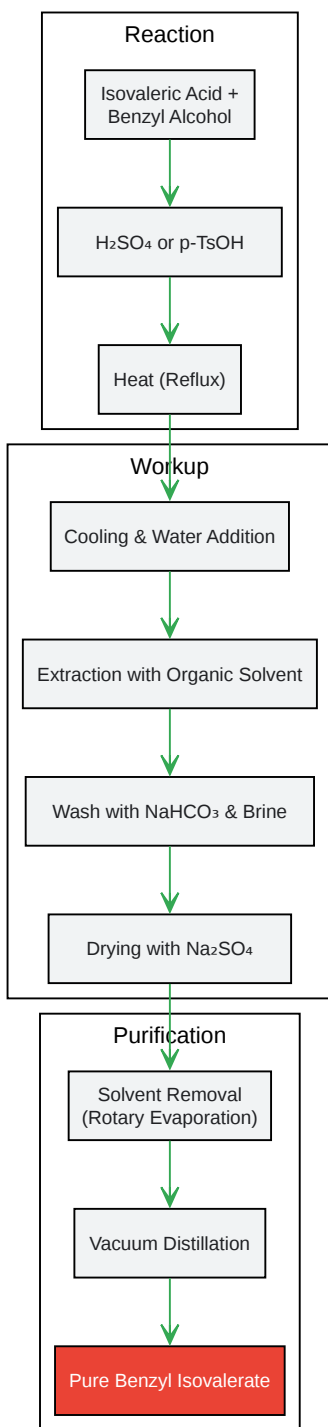 Reaction
Isovaleric Acid +
Benzyl Alcohol
H₂SO₄ or p-TsOH
Heat (Reflux)
Workup
Cooling & Water Addition
Extraction with Organic Solvent
Wash with NaHCO₃ & Brine
Drying with Na₂SO₄
Purification
Solvent Removal
(Rotary Evaporation)
Vacuum Distillation
Pure Benzyl Isovalerate